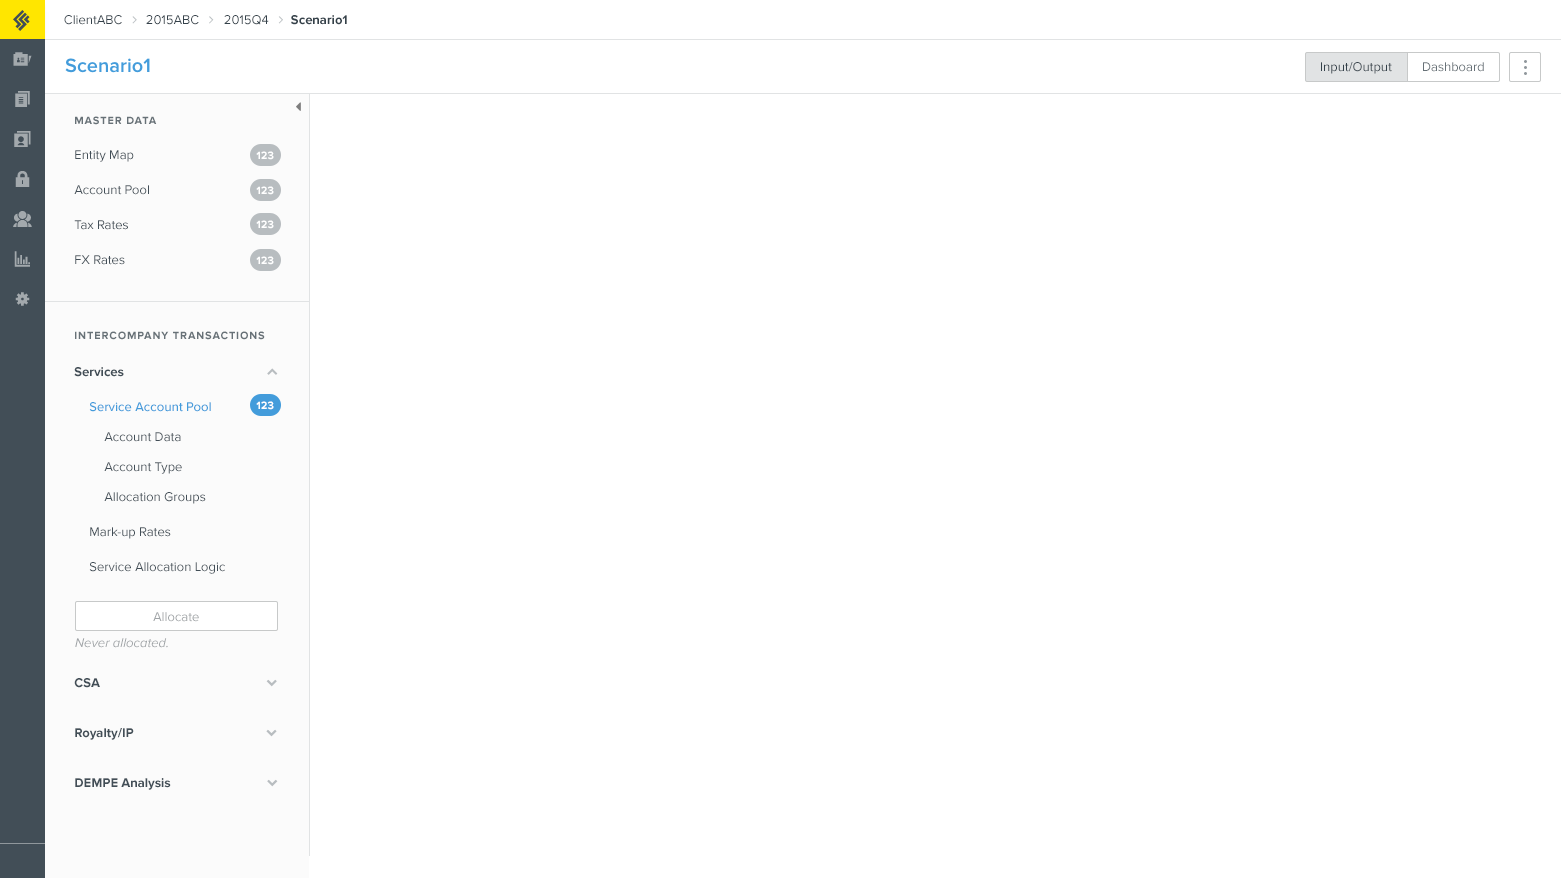 ClientABC > 2015ABC > 2015Q4 > Scenario1
Scenario1
Input/Output
Dashboard
MASTER DATA
Entity Map 123
Account Pool 123
Tax Rates 123
FX Rates 123
INTERCOMPANY TRANSACTIONS
Services
Service Account Pool 123
Account Data
Account Type
Allocation Groups
Mark-up Rates
Service Allocation Logic
Allocate
Never allocated.
CSA
Royalty/IP
DEMPE Analysis